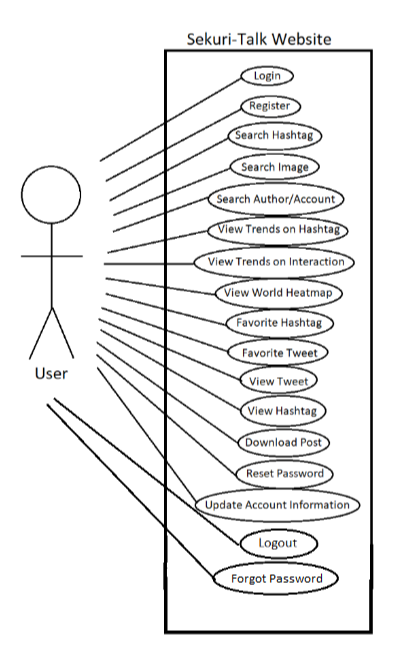 Sekuri-Talk Website
Login
Register
Search Hashtag
Search Image
Search Author/Account
View Trends on Hashtag
View Trends on Interaction
View World Heatmap
Favorite Hashtag
Favorite Tweet
User
View Tweet
View Hashtag
Download Post
Reset Password
Update Account Information
Logout
Forgot Password